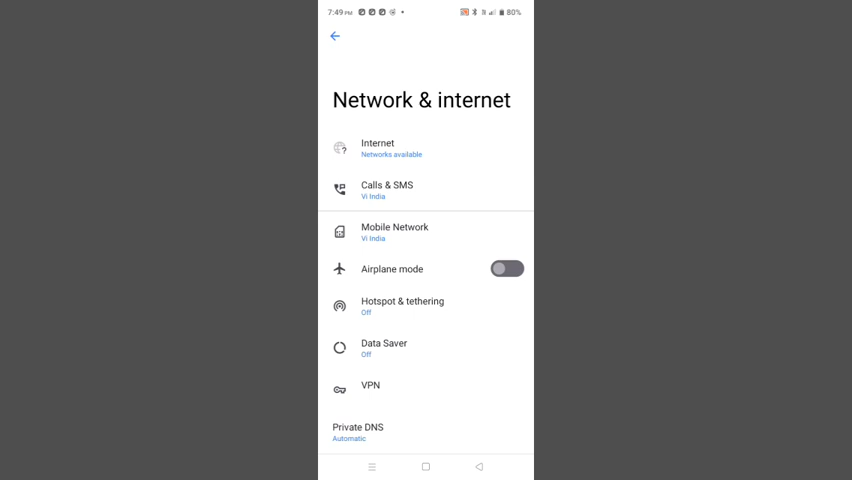 7:49 PM
80%
Network & internet
Internet
Networks available
Calls & SMS
Vi India
Mobile Network
Vi India
Airplane mode
Hotspot & tethering
Off
Data Saver
Off
VPN
Private DNS
Automatic